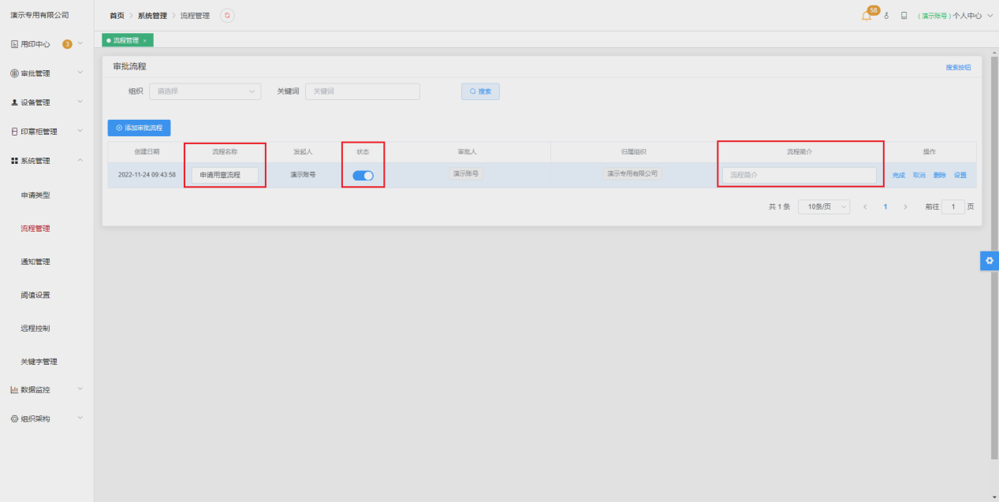 演示专用有限公司
首页 > 系统管理 > 流程管理
58
(演示账号)个人中心
用印中心 3
审批管理
设备管理
印章柜管理
系统管理
申请类型
流程管理
通知管理
阈值设置
远程控制
关键字管理
数据监控
组织架构
流程管理 ×
审批流程
搜索按钮
组织 请选择 关键词 关键词 搜索
添加审批流程
创建日期 流程名称 发起人 状态 审批人 归属组织 流程简介 操作
2022-11-24 09:43:58 申请用章流程 演示账号 演示账号 演示专用有限公司 流程简介 完成 取消 删除 设置
共 1 条 10条/页 < 1 > 前往 1 页